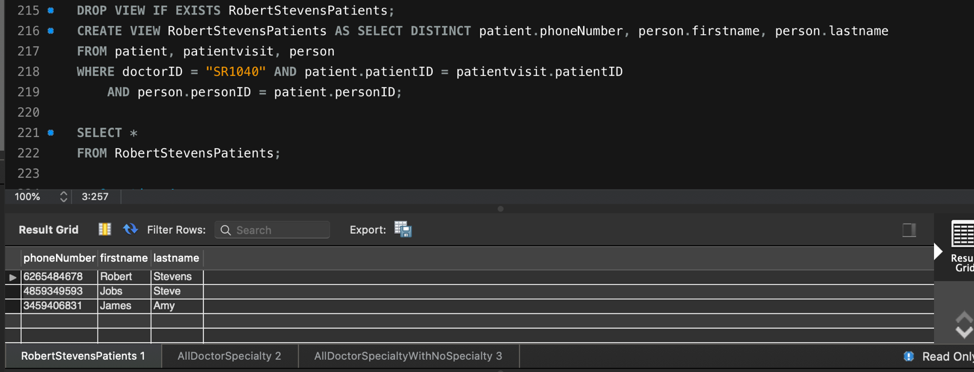 215 DROP VIEW IF EXISTS RobertStevensPatients;
216 CREATE VIEW RobertStevensPatients AS SELECT DISTINCT patient.phoneNumber, person.firstname, person.lastname
217 FROM patient, patientvisit, person
218 WHERE doctorID = "SR1040" AND patient.patientID = patientvisit.patientID
219 AND person.personID = patient.personID;
220
221 SELECT *
222 FROM RobertStevensPatients;
223
100% 3:257
Result Grid Filter Rows: Search Export:
Resu
Grid
phoneNumber firstname lastname
6265484678 Robert Stevens
4859349593 Jobs Steve
3459406831 James Amy
RobertStevensPatients 1 AllDoctorSpecialty 2 AllDoctorSpecialtyWithNoSpecialty 3 Read Only